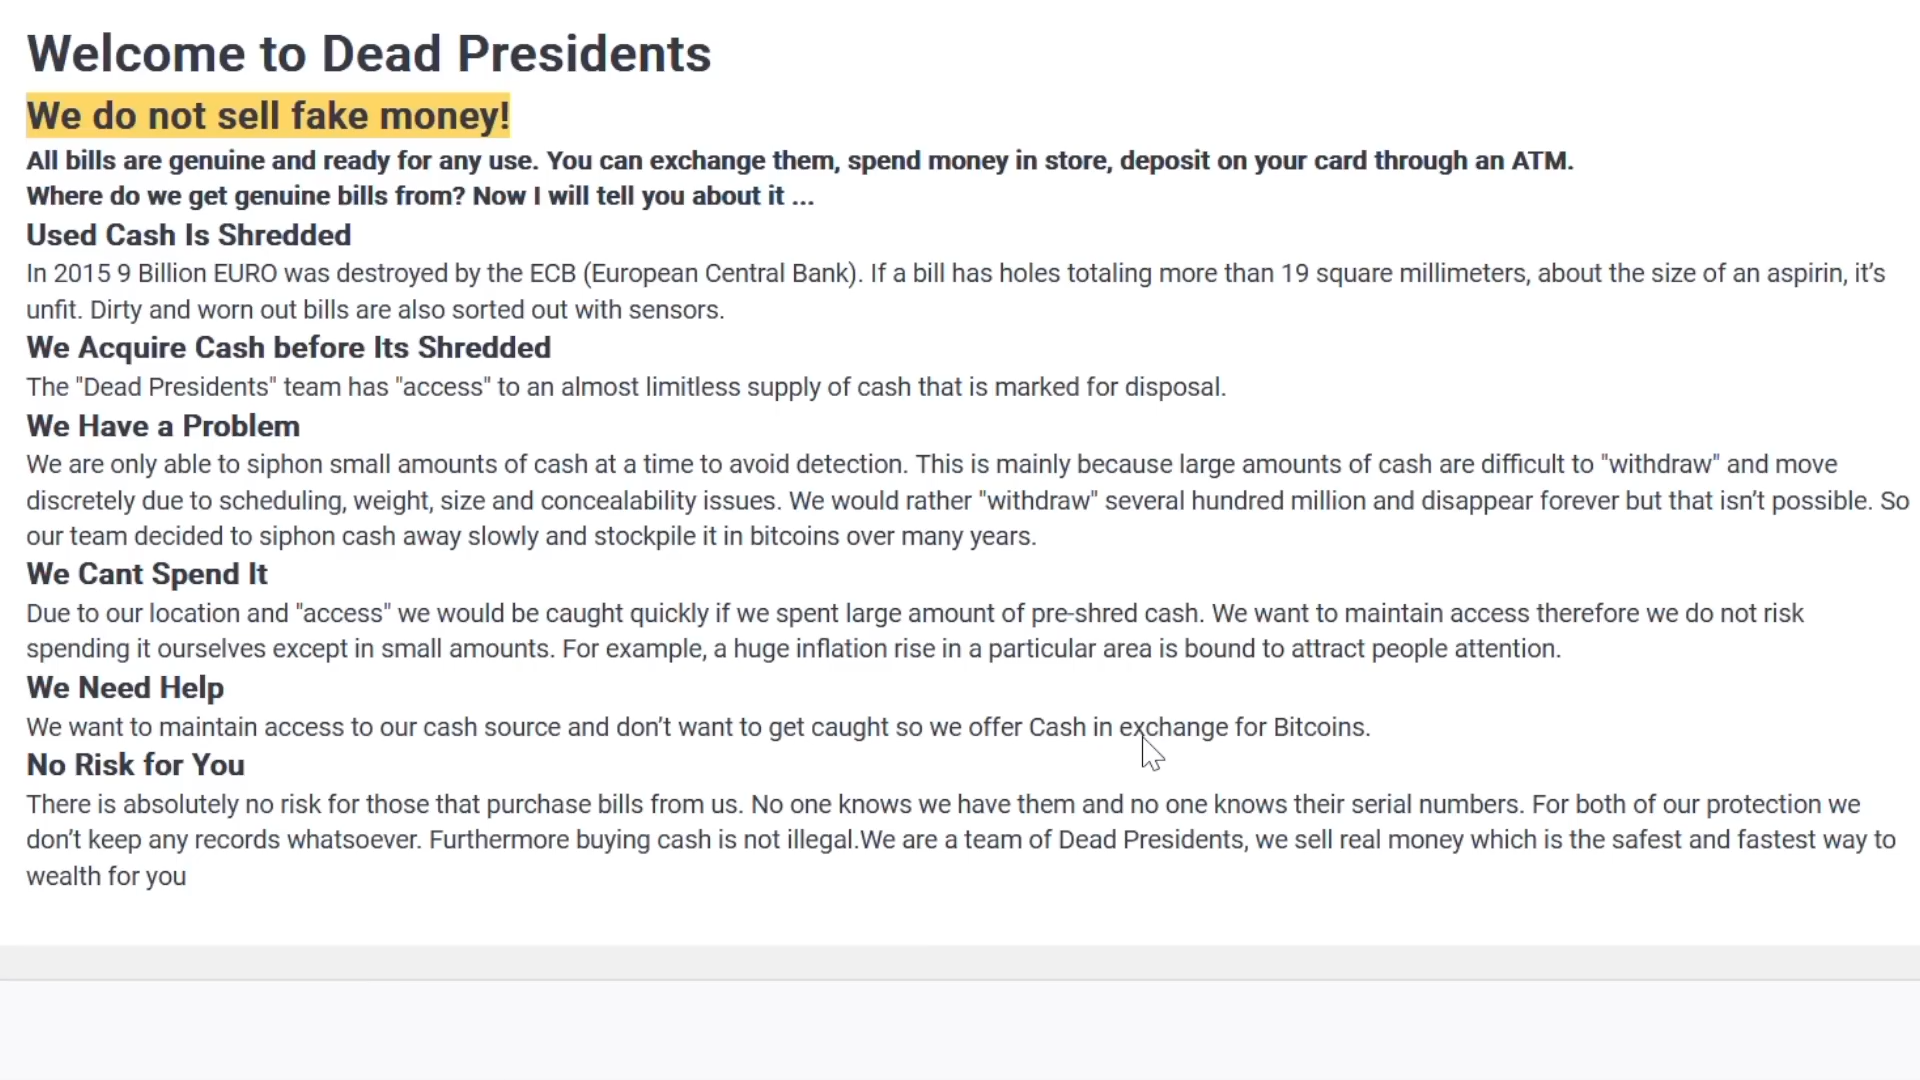 Welcome to Dead Presidents
We do not sell fake money!
All bills are genuine and ready for any use. You can exchange them, spend money in store, deposit on your card through an ATM.
Where do we get genuine bills from? Now I will tell you about it ...
Used Cash Is Shredded
In 2015 9 Billion EURO was destroyed by the ECB (European Central Bank). If a bill has holes totaling more than 19 square millimeters, about the size of an aspirin, it’s
unfit. Dirty and worn out bills are also sorted out with sensors.
We Acquire Cash before Its Shredded
The "Dead Presidents" team has "access" to an almost limitless supply of cash that is marked for disposal.
We Have a Problem
We are only able to siphon small amounts of cash at a time to avoid detection. This is mainly because large amounts of cash are difficult to "withdraw" and move
discretely due to scheduling, weight, size and concealability issues. We would rather "withdraw" several hundred million and disappear forever but that isn’t possible. So
our team decided to siphon cash away slowly and stockpile it in bitcoins over many years.
We Cant Spend It
Due to our location and "access" we would be caught quickly if we spent large amount of pre-shred cash. We want to maintain access therefore we do not risk
spending it ourselves except in small amounts. For example, a huge inflation rise in a particular area is bound to attract people attention.
We Need Help
We want to maintain access to our cash source and don’t want to get caught so we offer Cash in exchange for Bitcoins.
No Risk for You
There is absolutely no risk for those that purchase bills from us. No one knows we have them and no one knows their serial numbers. For both of our protection we
don’t keep any records whatsoever. Furthermore buying cash is not illegal.We are a team of Dead Presidents, we sell real money which is the safest and fastest way to
wealth for you